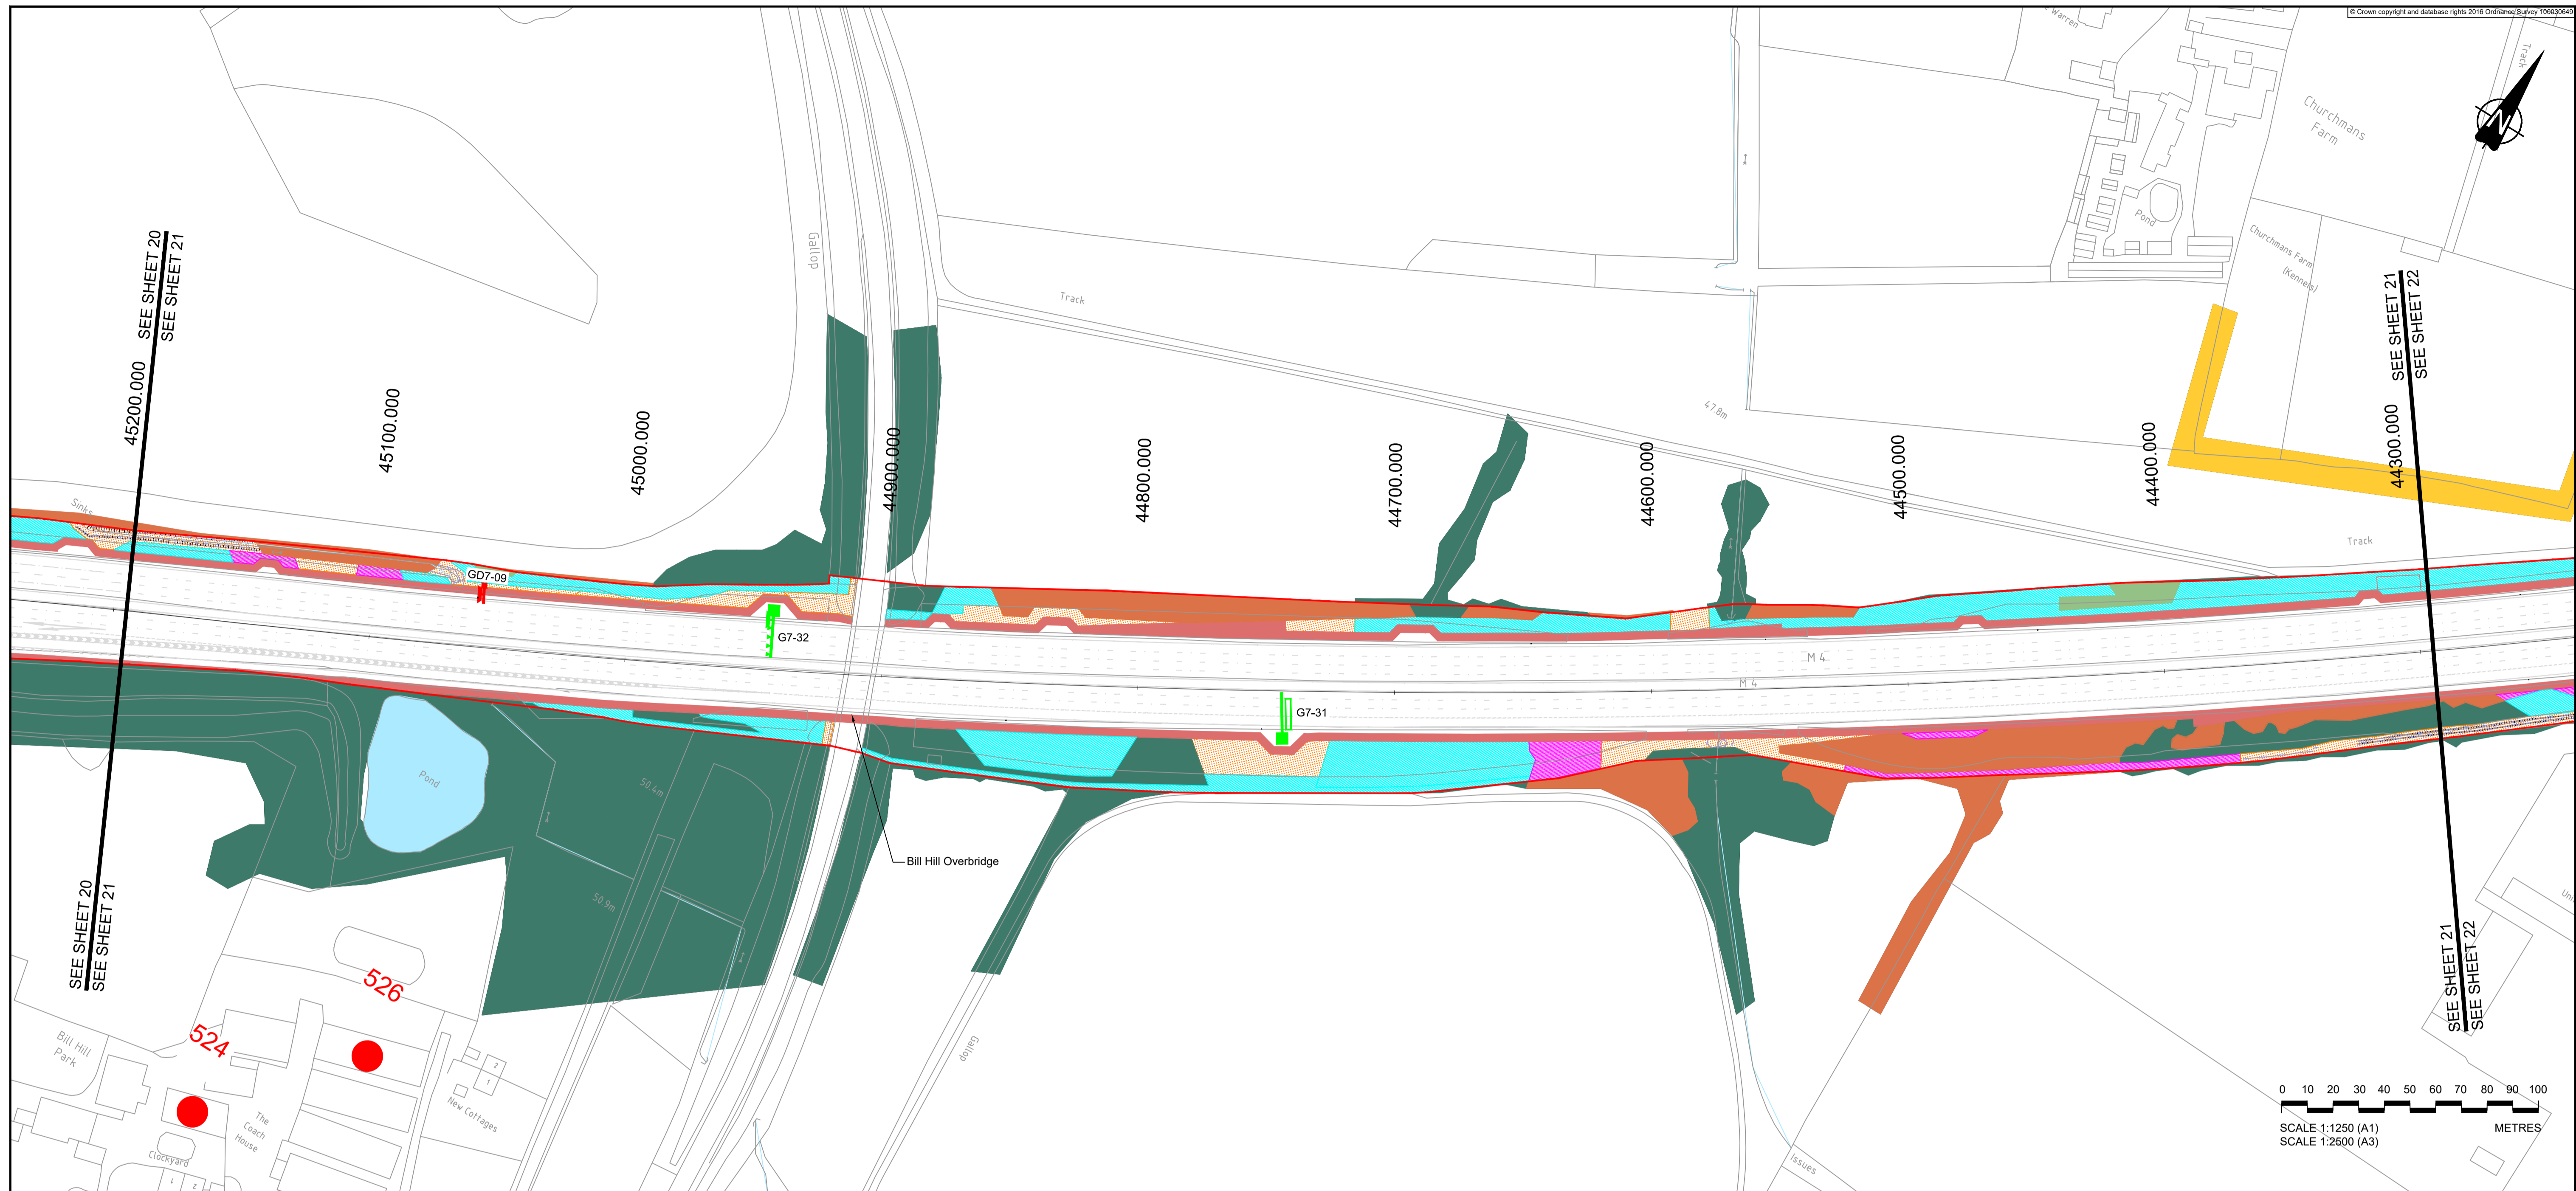 © Crown copyright and database rights 2016 Ordnance Survey 100030649
Warren
Track
Churchmans
Farm
N
Pond
Churchmans Farm
(Kennels)
Gallop
Track
SEE SHEET 20
SEE SHEET 21
SEE SHEET 21
SEE SHEET 22
45200.000
45100.000
45000.000
44900.000
44800.000
44700.000
44600.000
44500.000
44400.000
44300.000
47.8m
Sinks
Track
GD7-09
G7-32
M 4
M 4
G7-31
Pond
50.4m
Bill Hill Overbridge
50.9m
SEE SHEET 20
SEE SHEET 21
SEE SHEET 21
SEE SHEET 22
526
524
Bill Hill
Park
Gallop
2
1
New Cottages
The
Coach
House
Clockyard
1
2
Issues
0 10 20 30 40 50 60 70 80 90 100
SCALE 1:1250 (A1)
METRES
SCALE 1:2500 (A3)